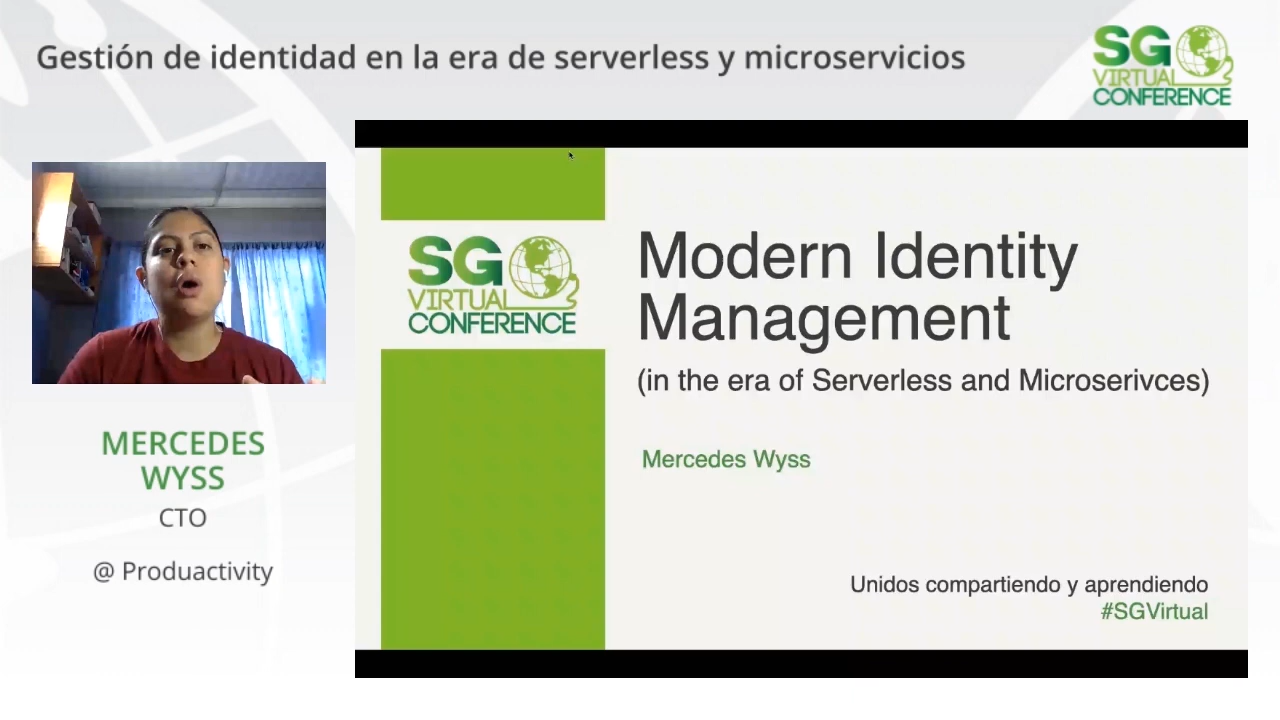 Gestión de identidad en la era de serverless y microservicios
SG
VIRTUAL
CONFERENCE
SG
VIRTUAL
CONFERENCE
Modern Identity
Management
(in the era of Serverless and Microserivces)
Mercedes Wyss
Unidos compartiendo y aprendiendo
#SGVirtual
MERCEDES
WYSS
CTO
@ Produactivity